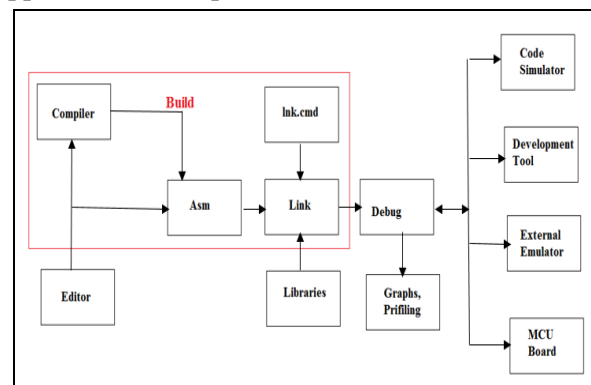 Code
Simulator
Build
Compiler
lnk.cmd
Development
Tool
Asm
Link
Debug
External
Emulator
Editor
Libraries
Graphs,
Prifiling
MCU
Board